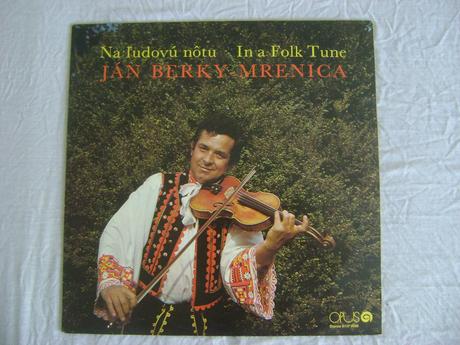 Na ľudovú nôtu · In a Folk Tune
JÁN BERKY-MRENICA
OPUS